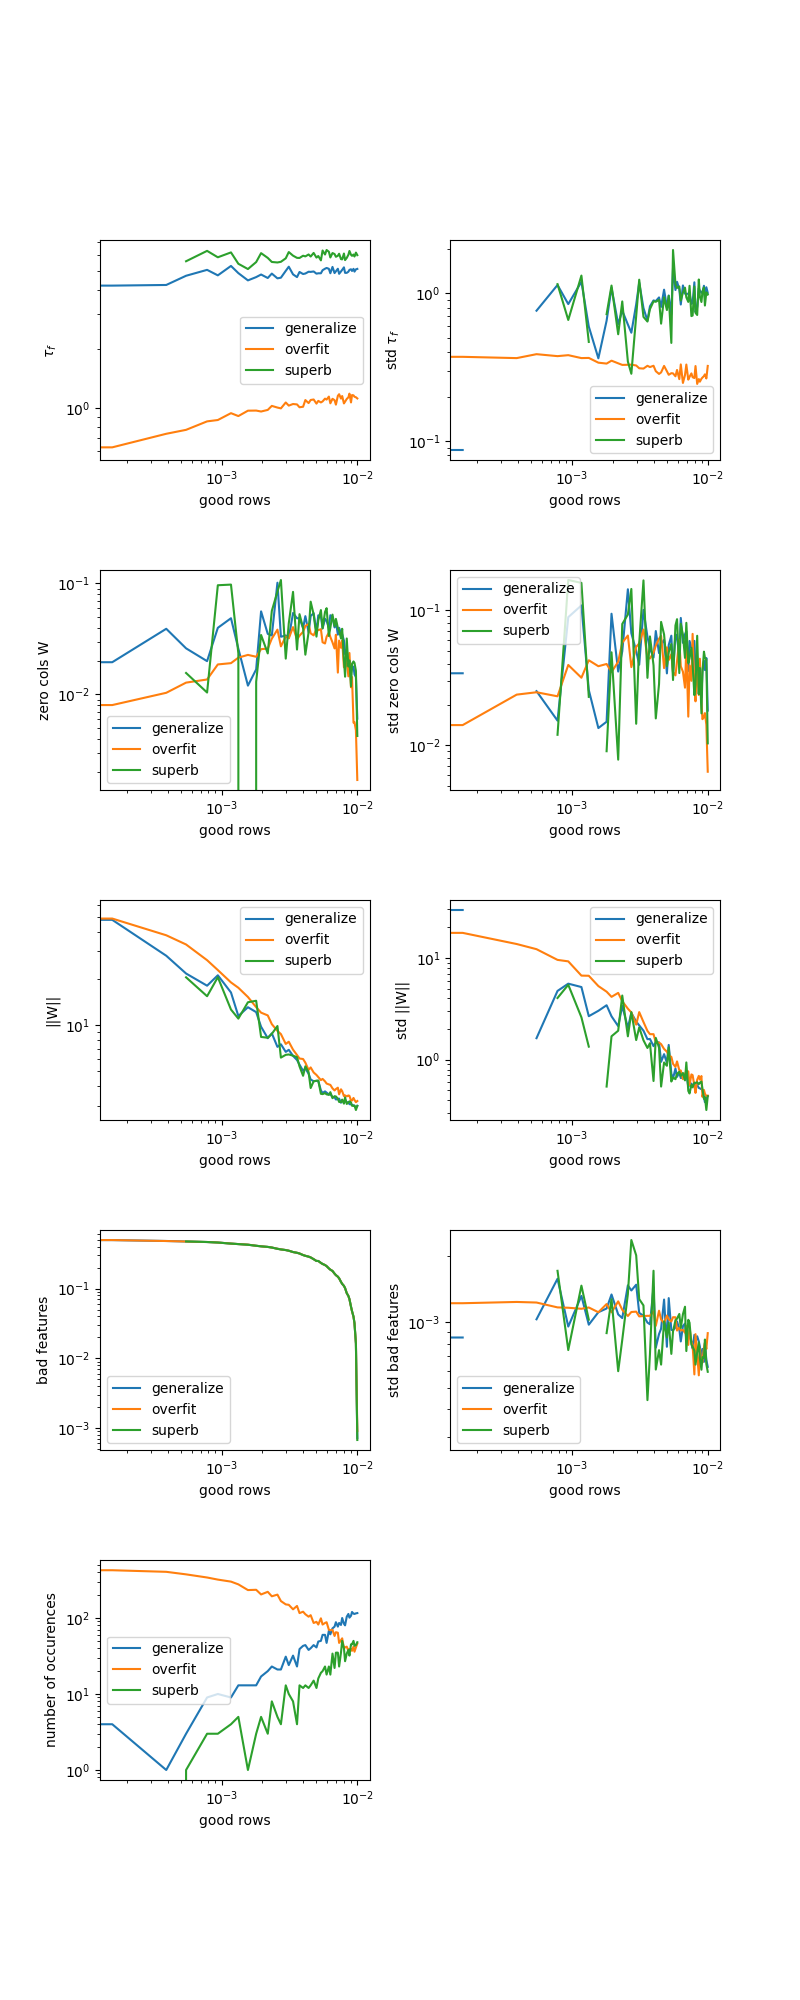 τ_f
generalize
overfit
superb
10^0
10^−3
10^−2
good rows
std τ_f
10^0
10^−1
generalize
overfit
superb
10^−3
10^−2
good rows
zero cols W
10^−1
10^−2
generalize
overfit
superb
10^−3
10^−2
good rows
std zero cols W
10^−1
10^−2
generalize
overfit
superb
10^−3
10^−2
good rows
||W||
10^1
generalize
overfit
superb
10^−3
10^−2
good rows
std ||W||
10^1
10^0
generalize
overfit
superb
10^−3
10^−2
good rows
bad features
10^−1
10^−2
10^−3
generalize
overfit
superb
10^−3
10^−2
good rows
std bad features
10^−3
generalize
overfit
superb
10^−3
10^−2
good rows
number of occurences
10^2
10^1
10^0
generalize
overfit
superb
10^−3
10^−2
good rows